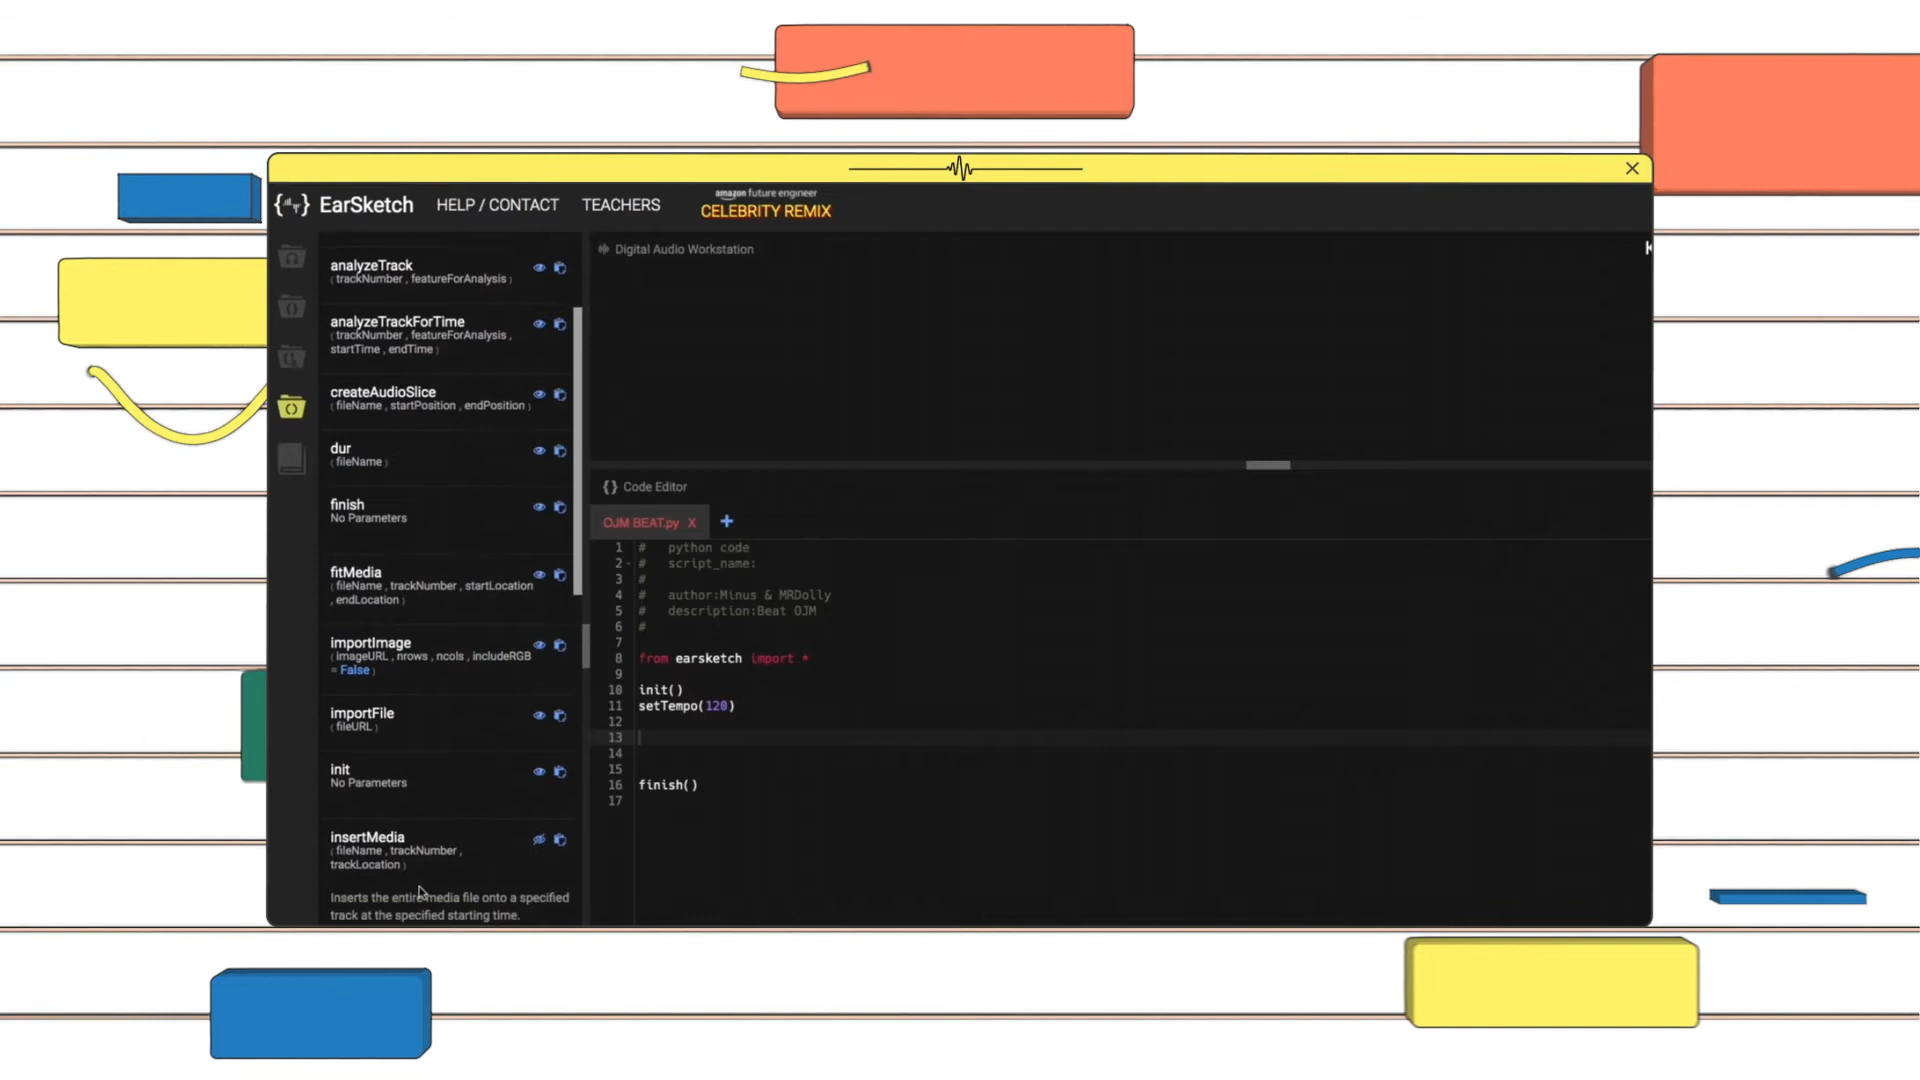 { } EarSketch HELP / CONTACT TEACHERS amazon future engineer
CELEBRITY REMIX
analyzeTrack
( trackNumber , featureForAnalysis )
analyzeTrackForTime
( trackNumber , featureForAnalysis ,
startTime , endTime )
createAudioSlice
( fileName , startPosition , endPosition )
dur
( fileName )
finish
No Parameters
fitMedia
( fileName , trackNumber , startLocation
, endLocation )
importImage
( imageURL , nrows , ncols , includeRGB
= False )
importFile
( fileURL )
init
No Parameters
insertMedia
( fileName , trackNumber ,
trackLocation )
Inserts the entire media file onto a specified
track at the specified starting time.
Digital Audio Workstation
{} Code Editor
OJM BEAT.py X +
1 # python code
2 # script_name:
3 #
4 # author:Minus & MRDolly
5 # description:Beat OJM
6 #
7
8 from earsketch import *
9
10 init()
11 setTempo(120)
12
13
14
15
16 finish()
17